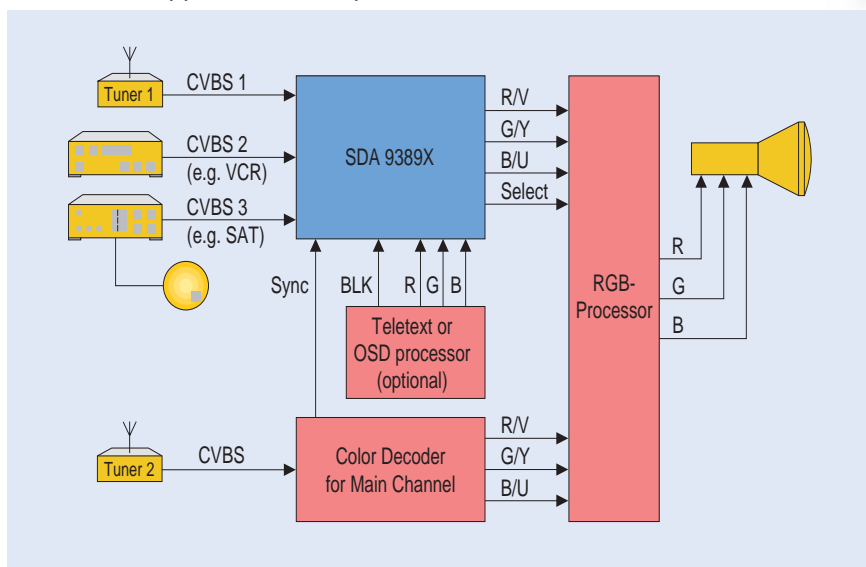 Tuner 1
CVBS 1
CVBS 2
(e.g. VCR)
CVBS 3
(e.g. SAT)
SDA 9389X
R/V
G/Y
B/U
Select
Sync
BLK
R
G
B
Teletext or
OSD processor
(optional)
RGB-
Processor
R
G
B
Tuner 2
CVBS
Color Decoder
for Main Channel
R/V
G/Y
B/U